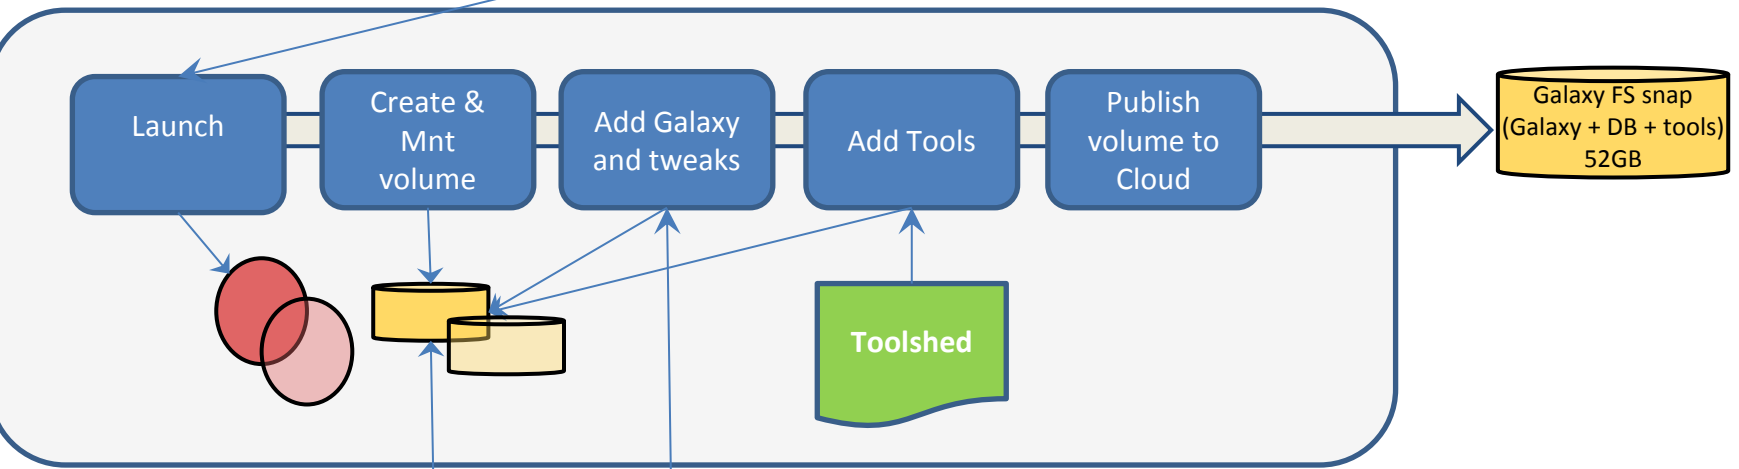 Launch
Create &
Mnt
volume
Add Galaxy
and tweaks
Add Tools
Publish
volume to
Cloud
Galaxy FS snap
(Galaxy + DB + tools)
52GB
Toolshed